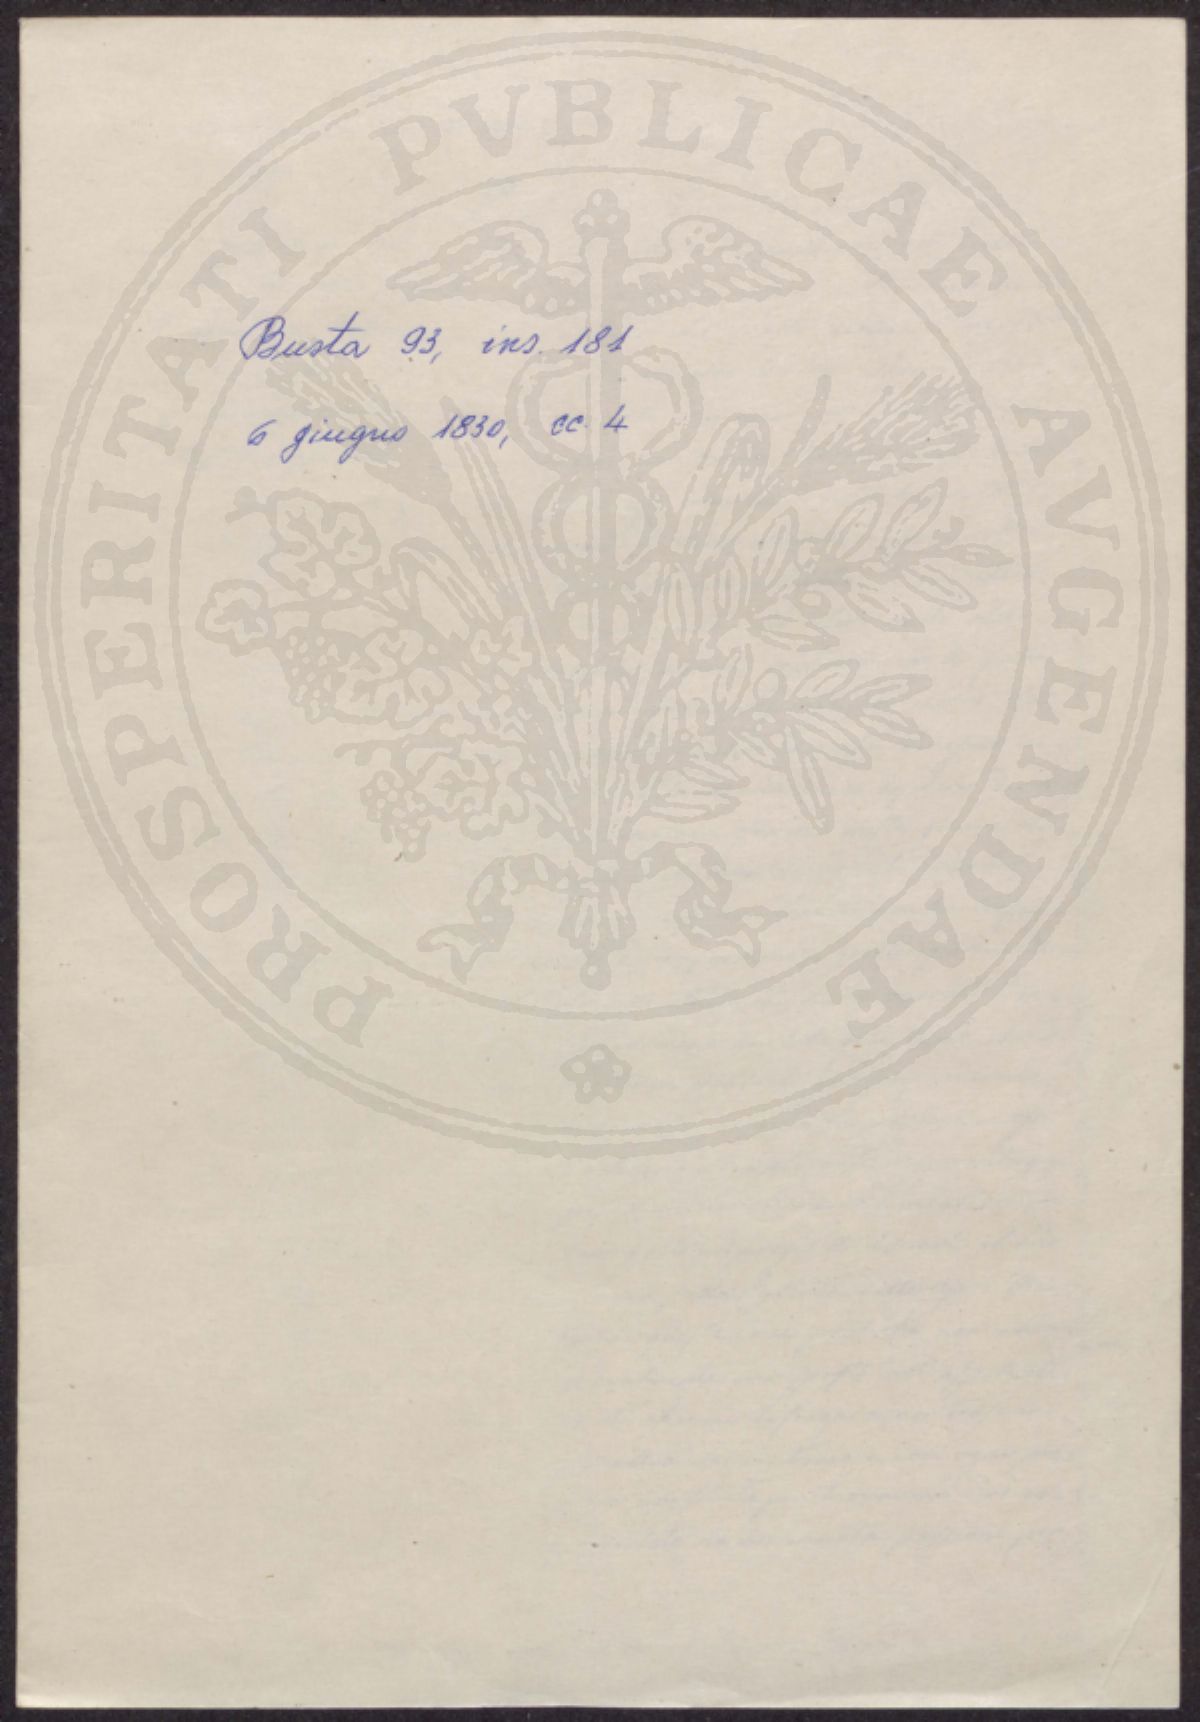 PROSPERITATI PVBLICAE AVGENDAE
Busta 93, ins. 181
6 giugno 1830, cc. 4